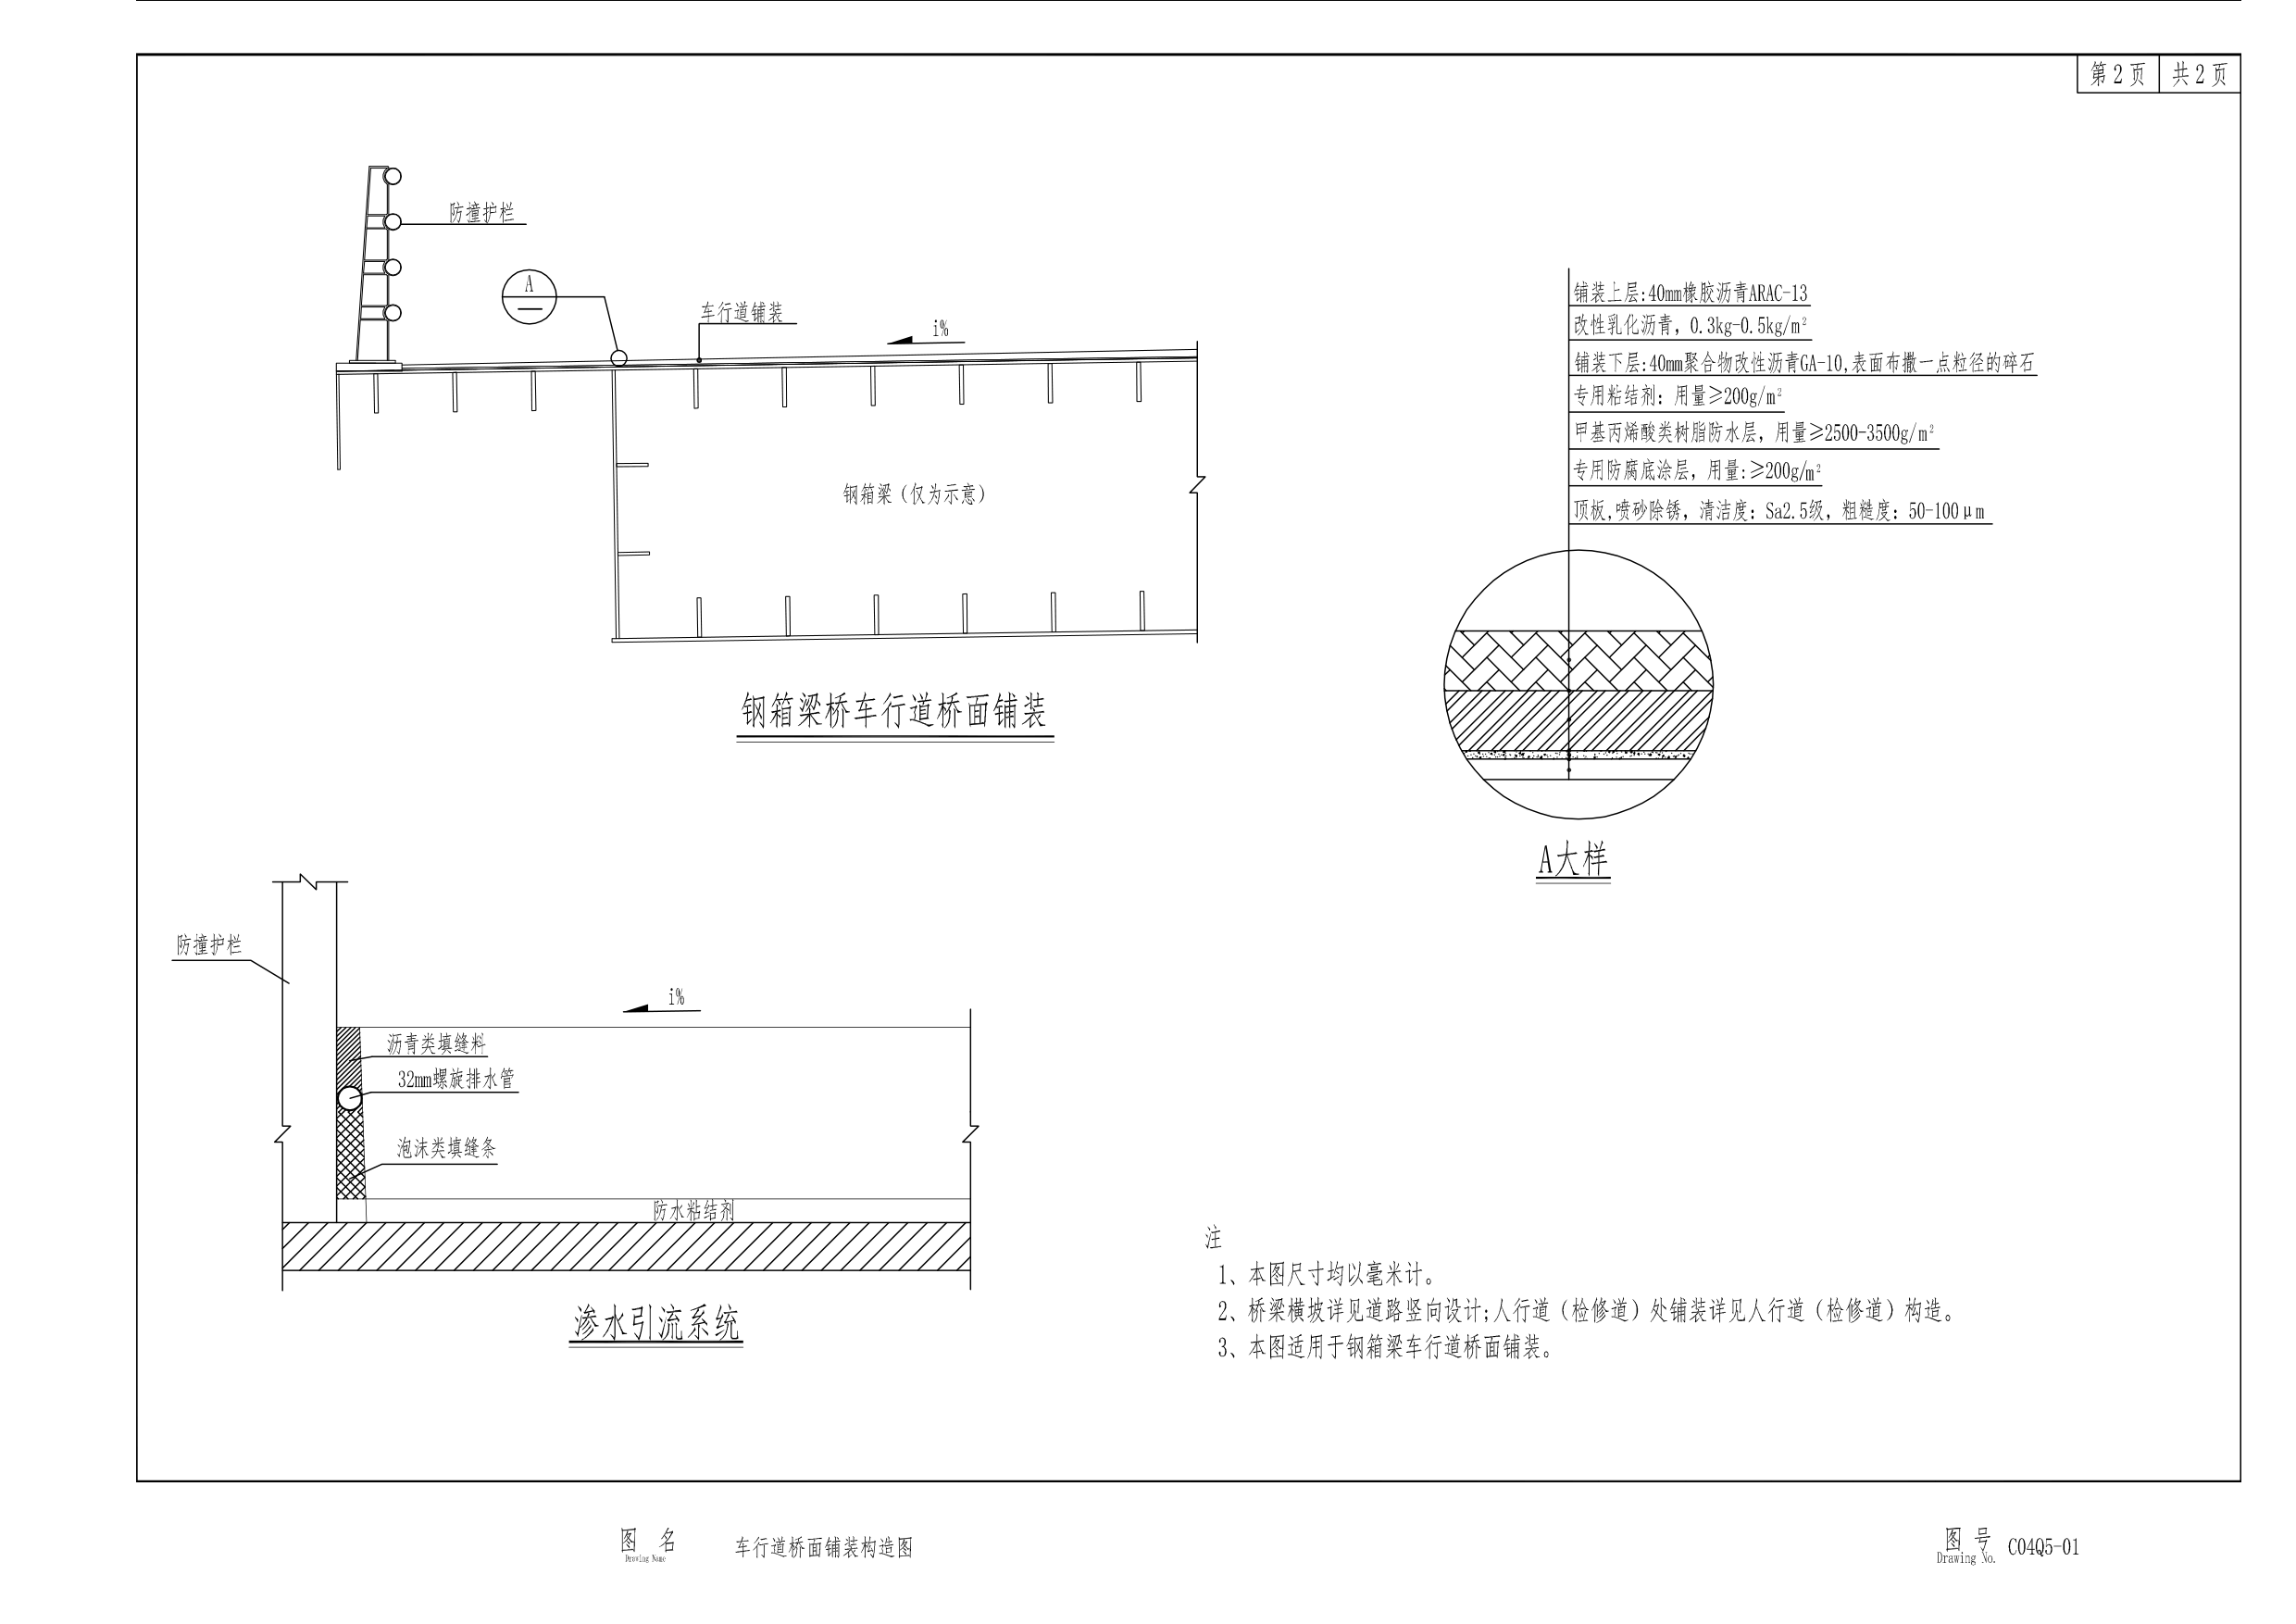 第 2 页 共 2 页
防撞护栏
A
车行道铺装
i%
钢箱梁（仅为示意）
钢箱梁桥车行道桥面铺装
铺装上层:40mm橡胶沥青ARAC-13
改性乳化沥青，0.3kg-0.5kg/m²
铺装下层:40mm聚合物改性沥青GA-10,表面布撒一点粒径的碎石
专用粘结剂：用量≥200g/m²
甲基丙烯酸类树脂防水层，用量≥2500-3500g/m²
专用防腐底涂层，用量:≥200g/m²
顶板,喷砂除锈，清洁度：Sa2.5级，粗糙度：50-100μm
A大样
防撞护栏
i%
沥青类填缝料
32mm螺旋排水管
泡沫类填缝条
防水粘结剂
渗水引流系统
注
1、本图尺寸均以毫米计。
2、桥梁横坡详见道路竖向设计;人行道（检修道）处铺装详见人行道（检修道）构造。
3、本图适用于钢箱梁车行道桥面铺装。
图 名 车行道桥面铺装构造图
Drawing Name
图 号 C04Q5-01
Drawing No.